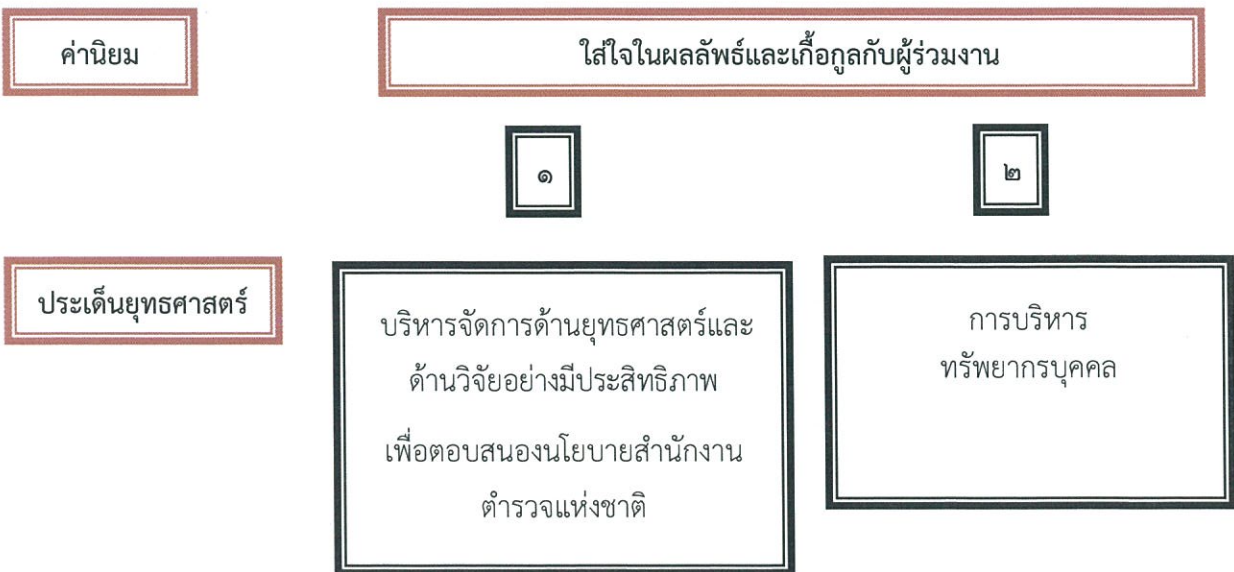 ค่านิยม
ใส่ใจในผลลัพธ์และเกื้อกูลกับผู้ร่วมงาน
๑
๒
ประเด็นยุทธศาสตร์
บริหารจัดการด้านยุทธศาสตร์และ
ด้านวิจัยอย่างมีประสิทธิภาพ
เพื่อตอบสนองนโยบายสำนักงาน
ตำรวจแห่งชาติ
การบริหาร
ทรัพยากรบุคคล